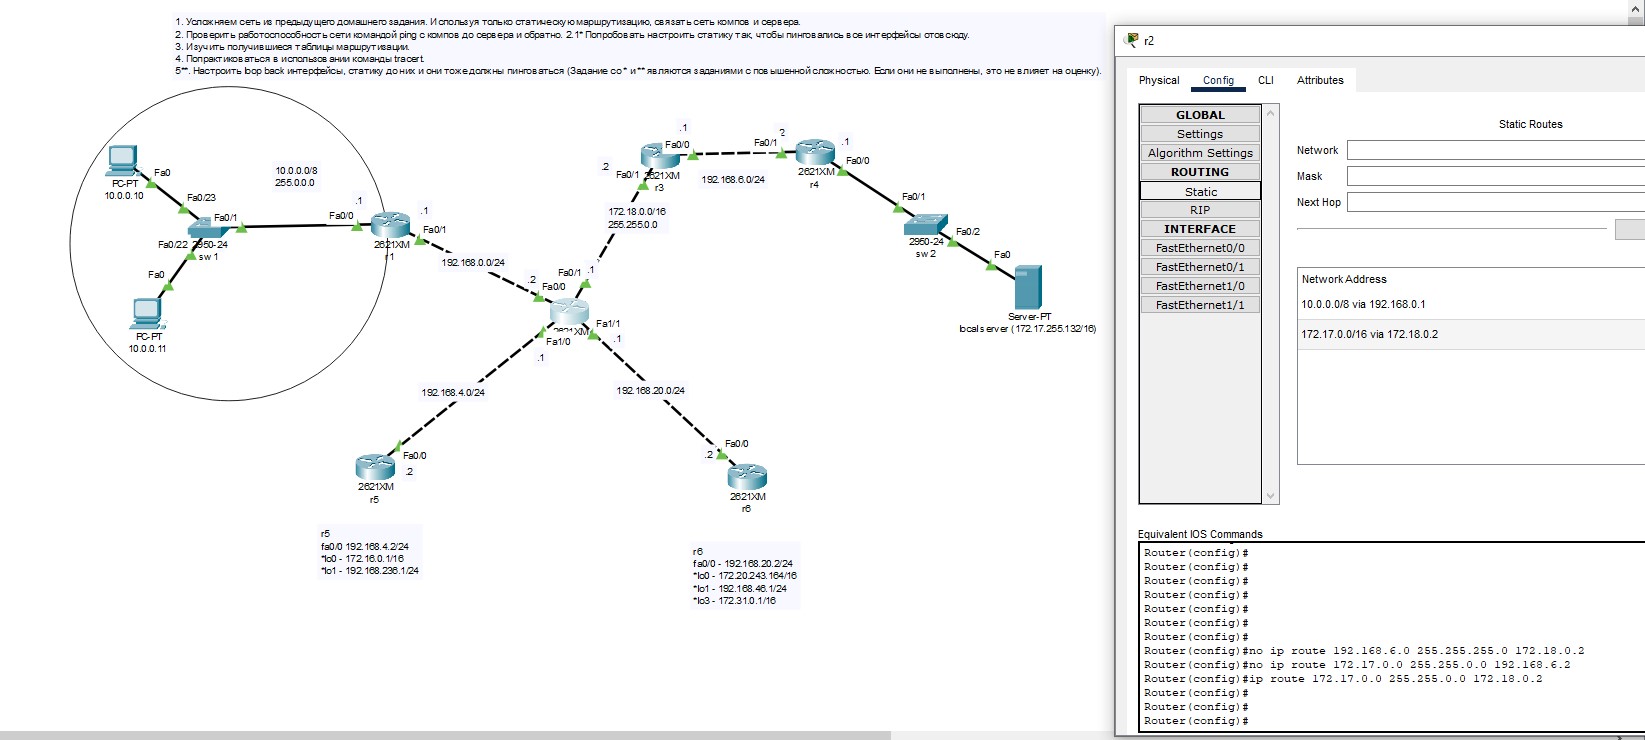 1. Усложняем сеть из предыдущего домашнего задания. Используя только статическую маршрутизацию, связать сеть компов и сервера.
2. Проверить работоспособность сети командой ping с компов до сервера и обратно. 2.1* Попробовать настроить статику так, чтобы пинговались все интерфейсы отовсюду.
3. Изучить получившиеся таблицы маршрутизации.
4. Попрактиковаться в использовании команды tracert.
5**. Настроить loop back интерфейсы, статику до них и они тоже должны пинговаться (Задание со * и ** являются заданиями с повышенной сложностью. Если они не выполнены, это не влияет на оценку).
PC-PT
10.0.0.10
Fa0
Fa0/23
10.0.0.0/8
255.0.0.0
Fa0/1
Fa0/22
2950-24
sw 1
Fa0
PC-PT
10.0.0.11
.1
Fa0/0
.1
Fa0/1
2621XM
r1
192.168.0.0/24
.2
Fa0/0
Fa0/1
.1
2621XM
Fa1/0
.1
Fa1/1
.1
172.18.0.0/16
255.255.0.0
.2
Fa0/1
.1
Fa0/0
2621XM
r3
192.168.6.0/24
?
Fa0/1
.1
Fa0/0
2621XM
r4
Fa0/1
2950-24
sw 2
Fa0/2
Fa0
Server-PT
local server (172.17.255.132/16)
192.168.4.0/24
192.168.20.0/24
Fa0/0
.2
2621XM
r5
Fa0/0
.2
2621XM
r6
r5
fa0/0 192.168.4.2/24
*lo0 - 172.16.0.1/16
*lo1 - 192.168.236.1/24
r6
fa0/0 - 192.168.20.2/24
*lo0 - 172.20.243.164/16
*lo1 - 192.168.46.1/24
*lo3 - 172.31.0.1/16
r2
Physical
Config
CLI
Attributes
GLOBAL
Settings
Algorithm Settings
ROUTING
Static
RIP
INTERFACE
FastEthernet0/0
FastEthernet0/1
FastEthernet1/0
FastEthernet1/1
Static Routes
Network
Mask
Next Hop
Network Address
10.0.0.0/8 via 192.168.0.1
172.17.0.0/16 via 172.18.0.2
Equivalent IOS Commands
Router(config)#
Router(config)#
Router(config)#
Router(config)#
Router(config)#
Router(config)#
Router(config)#
Router(config)#no ip route 192.168.6.0 255.255.255.0 172.18.0.2
Router(config)#no ip route 172.17.0.0 255.255.0.0 192.168.6.2
Router(config)#ip route 172.17.0.0 255.255.0.0 172.18.0.2
Router(config)#
Router(config)#
Router(config)#